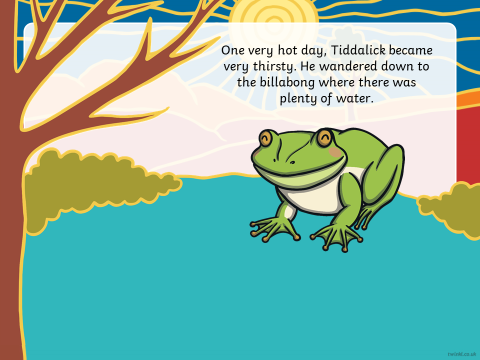 One very hot day, Tiddalick became
very thirsty. He wandered down to
the billabong where there was
plenty of water.